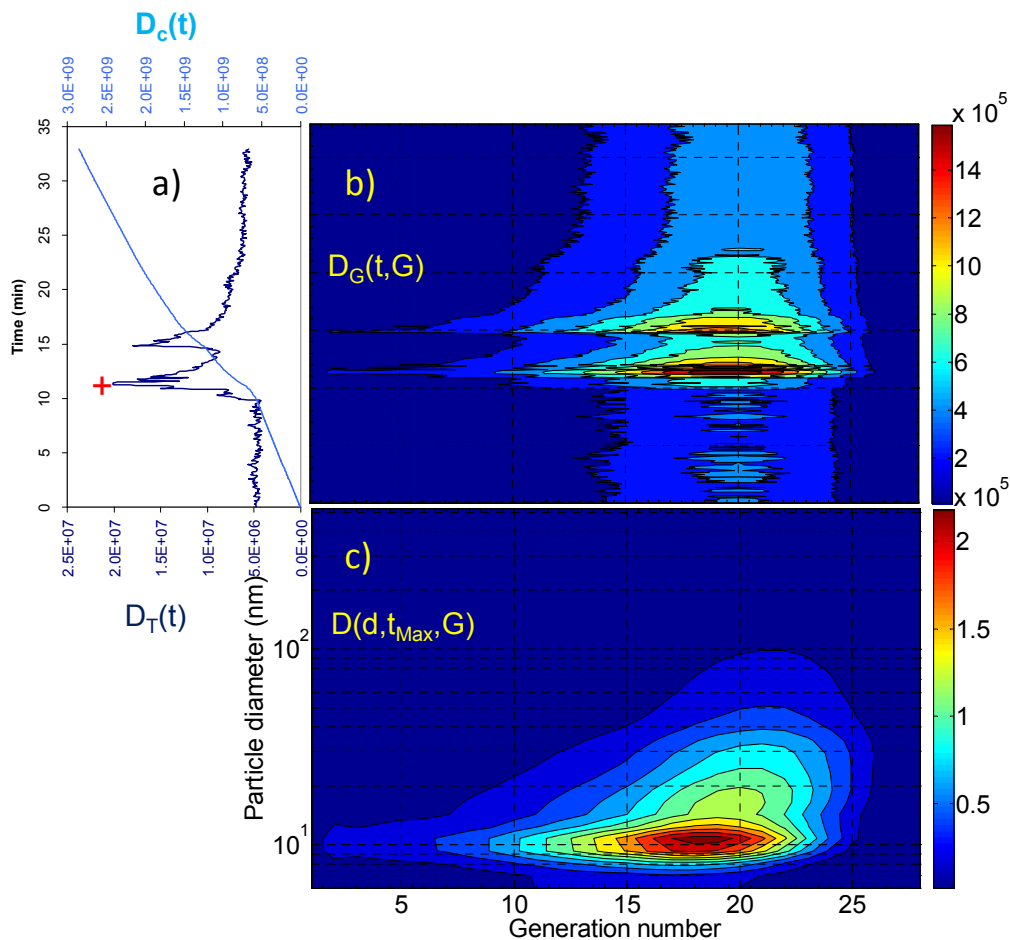 D_c(t)
3.0E+09
2.5E+09
2.0E+09
1.5E+09
1.0E+09
5.0E+08
0.0E+00
Time (min)
35
30
25
20
15
10
5
0
a)
2.5E+07
2.0E+07
1.5E+07
1.0E+07
5.0E+06
0.0E+00
D_T(t)
b)
D_G(t,G)
x 10^5
14
12
10
8
6
4
2
c)
D(d,t_Max,G)
Particle diameter (nm)
10^2
10^1
5
10
15
20
25
Generation number
x 10^5
2
1.5
1
0.5